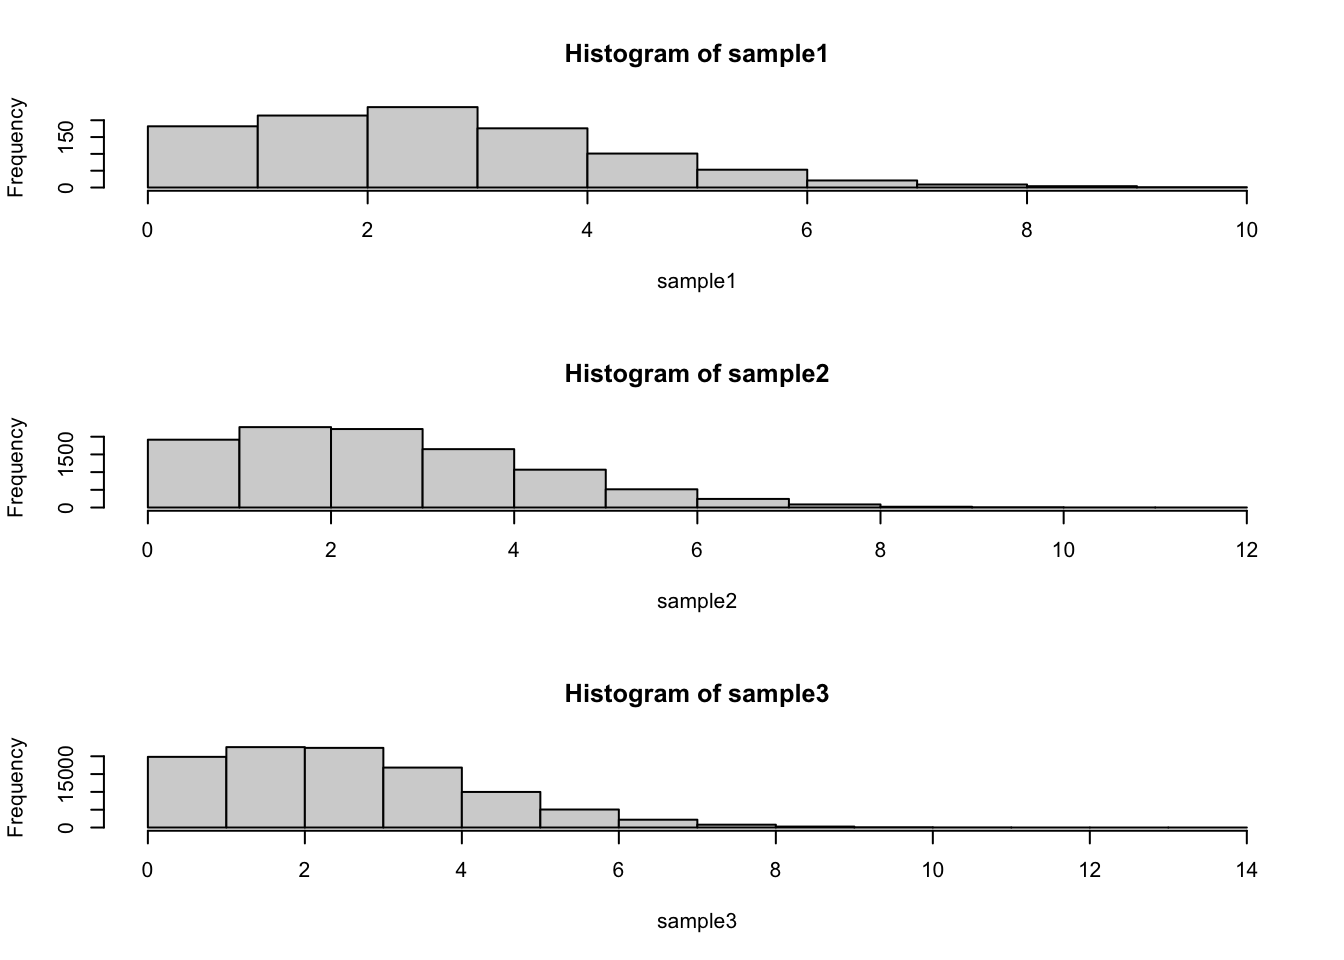 Histogram of sample1
Frequency
0 150
0 2 4 6 8 10
sample1
Histogram of sample2
Frequency
0 1500
0 2 4 6 8 10 12
sample2
Histogram of sample3
Frequency
0 15000
0 2 4 6 8 10 12 14
sample3